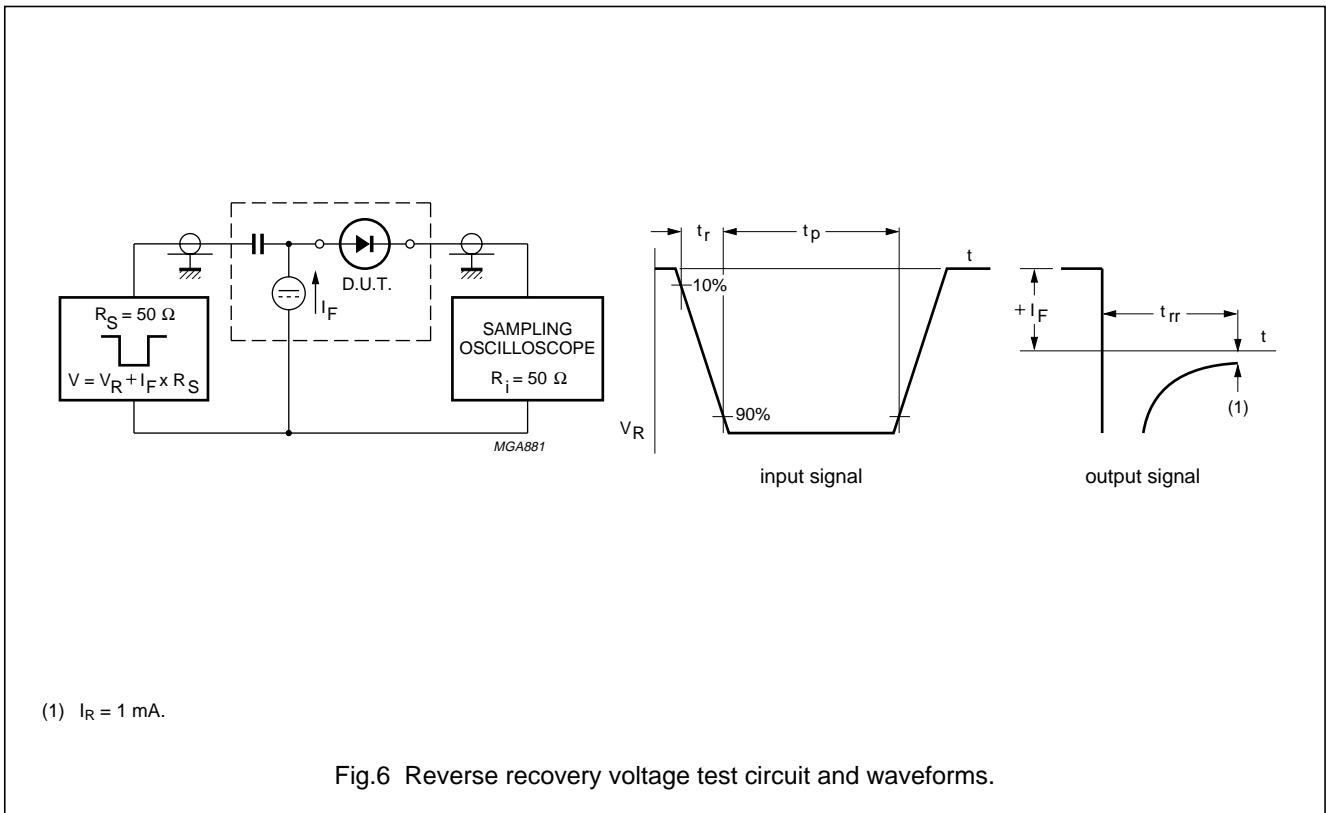 R_S = 50 Ω
V = V_R + I_F x R_S
I_F
D.U.T.
SAMPLING
OSCILLOSCOPE
R_i = 50 Ω
MGA881
t_r
t_p
t
10%
90%
V_R
input signal
+ I_F
t_rr
t
(1)
output signal
(1) I_R = 1 mA.
Fig.6 Reverse recovery voltage test circuit and waveforms.